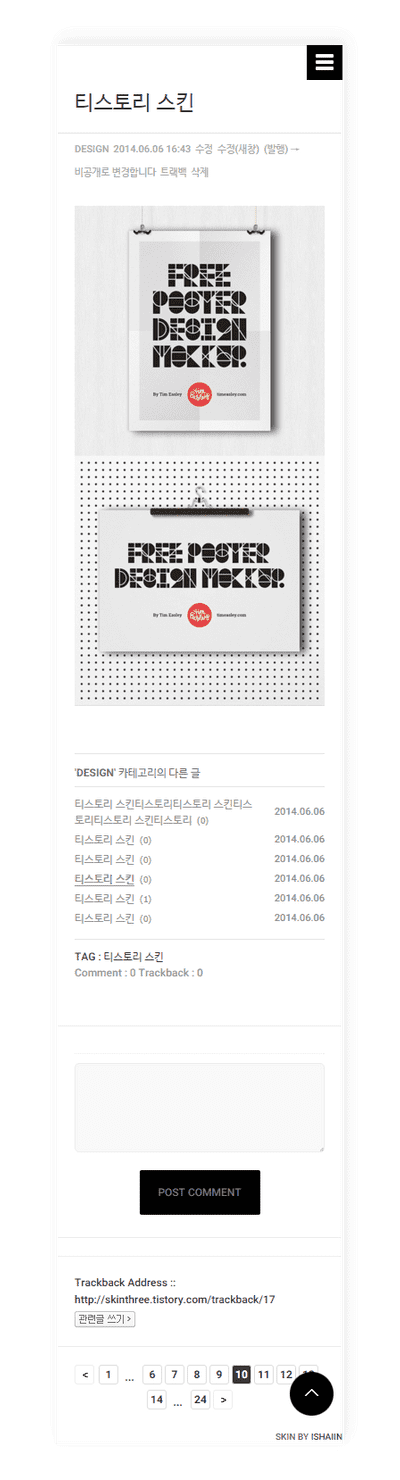 티스토리 스킨
DESIGN 2014.06.06 16:43 수정 수정(새창) (발행)→
비공개로 변경합니다 트랙백 삭제
FREE
POSTER
DESIGN
MOCKUP.
By Tim Easley
timeasley.com
FREE POSTER
DESIGN MOCKUP.
By Tim Easley
timeasley.com
'DESIGN' 카테고리의 다른 글
티스토리 스킨티스토리티스토리 스킨티스
토리티스토리 스킨티스토리 (0) 2014.06.06
티스토리 스킨 (0) 2014.06.06
티스토리 스킨 (0) 2014.06.06
티스토리 스킨 (0) 2014.06.06
티스토리 스킨 (1) 2014.06.06
티스토리 스킨 (0) 2014.06.06
TAG : 티스토리 스킨
Comment : 0 Trackback : 0
POST COMMENT
Trackback Address ::
http://skinthree.tistory.com/trackback/17
관련글 쓰기 >
< 1 ... 6 7 8 9 10 11 12
14 ... 24 >
SKIN BY ISHAIIN